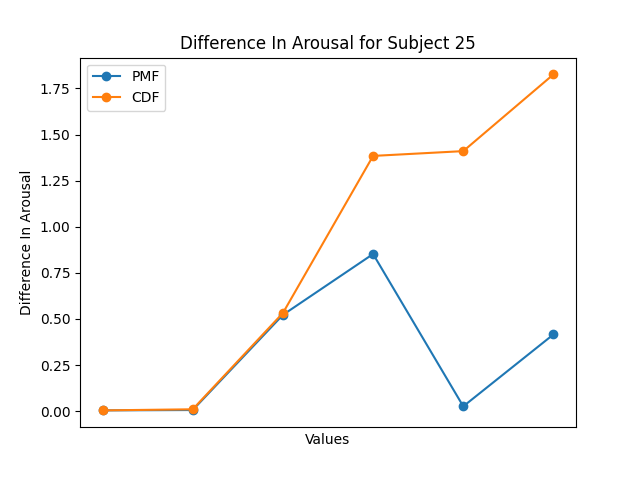 Difference In Arousal for Subject 25
PMF
CDF
1.75
1.50
1.25
1.00
0.75
0.50
0.25
0.00
Difference In Arousal
Values